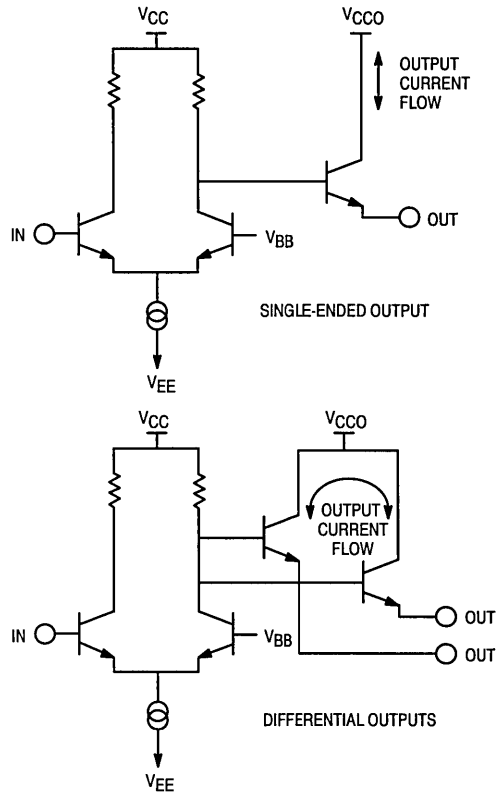 VCC
VCCO
OUTPUT
CURRENT
FLOW
IN
VBB
OUT
SINGLE-ENDED OUTPUT
VEE
VCC
VCCO
OUTPUT
CURRENT
FLOW
IN
VBB
OUT
OUT
DIFFERENTIAL OUTPUTS
VEE